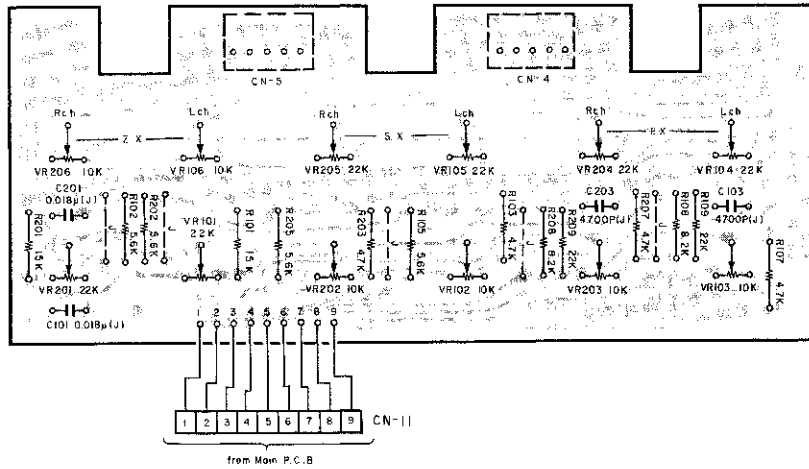 CN-5
CN-4
Rch
Lch
Rch
Lch
Rch
Lch
2 X
5 X
VR206 10K
VR106 10K
VR205 22K
VR105 22K
VR204 22K
VR104 22K
C201
0.018μ(J)
R201
15K
R102
5.6K
R202
5.6K
J
VR101
22K
R101
15K
R205
5.6K
R203
4.7K
J
R105
5.6K
R103
4.7K
J
R208
8.2K
R209
22K
C203
4700P(J)
R207
4.7K
J
R108
8.2K
R109
22K
C103
4700P(J)
R107
4.7K
VR201 22K
VR202 10K
VR102 10K
VR203 10K
VR103 10K
C101 0.018μ(J)
1 2 3 4 5 6 7 8 9
1 2 3 4 5 6 7 8 9
CN-11
from Main P.C.B